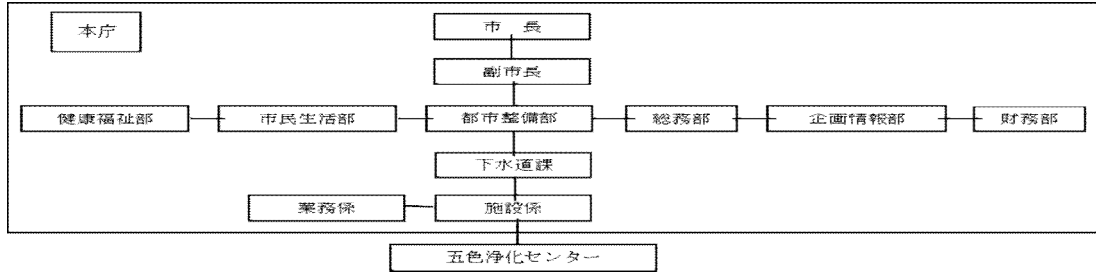 本庁
市 長
副市長
健康福祉部 市民生活部 都市整備部 総務部 企画情報部 財務部
下水道課
業務係 施設係
五色浄化センター